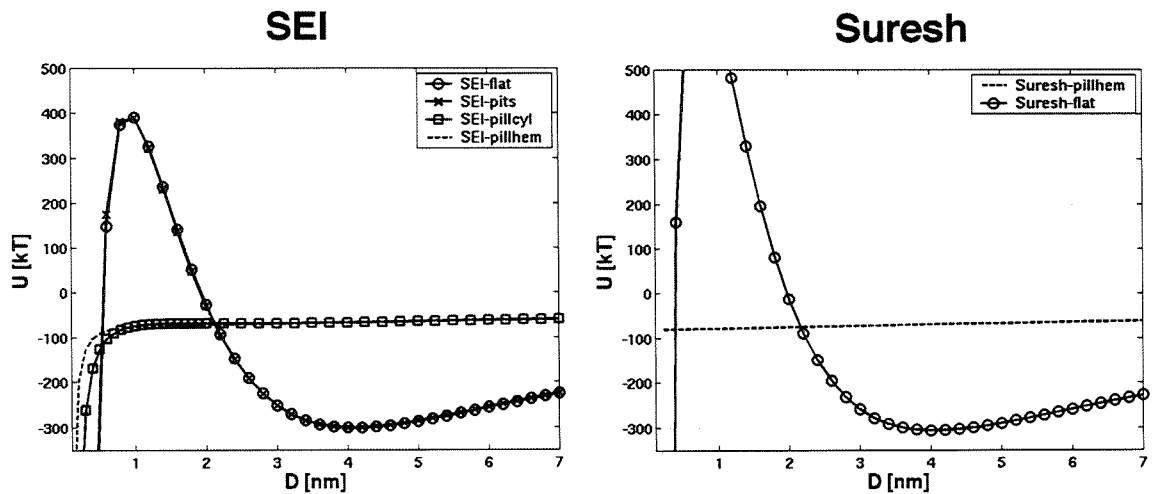 SEI
500
400
300
200
100
0
-100
-200
-300
U [kT]
1 2 3 4 5 6 7
D [nm]
SEI-flat
SEI-pits
SEI-pillcyl
SEI-pillhem
Suresh
500
400
300
200
100
0
-100
-200
-300
U [kT]
1 2 3 4 5 6 7
D [nm]
Suresh-pillhem
Suresh-flat